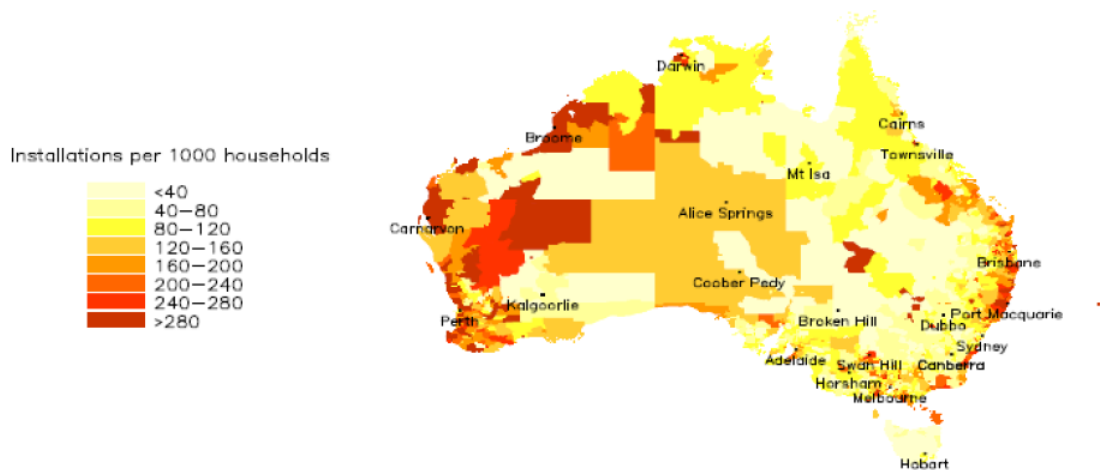 Installations per 1000 households
<40
40-80
80-120
120-160
160-200
200-240
240-280
>280
Darwin
Broome
Cairns
Townsville
Mt Isa
Alice Springs
Carnarvon
Brisbane
Coober Pedy
Kalgoorlie
Perth
Broken Hill
Port Macquarie
Dubbo
Sydney
Adelaide
Swan Hill
Canberra
Horsham
Melbourne
Hobart